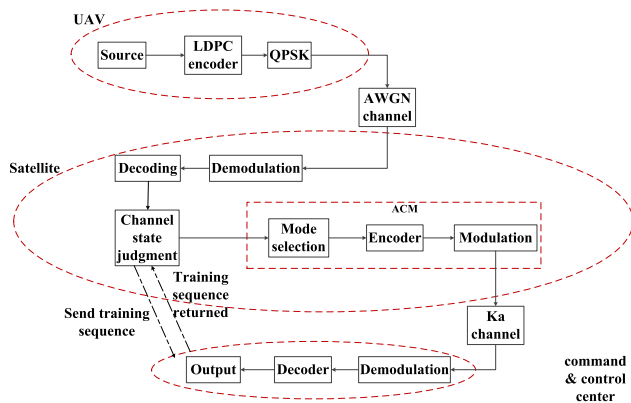 UAV
Source
LDPC
encoder
QPSK
AWGN
channel
Satellite
Decoding
Demodulation
ACM
Channel
state
judgment
Mode
selection
Encoder
Modulation
Training
sequence
returned
Send training
sequence
Ka
channel
Output
Decoder
Demodulation
command
& control
center